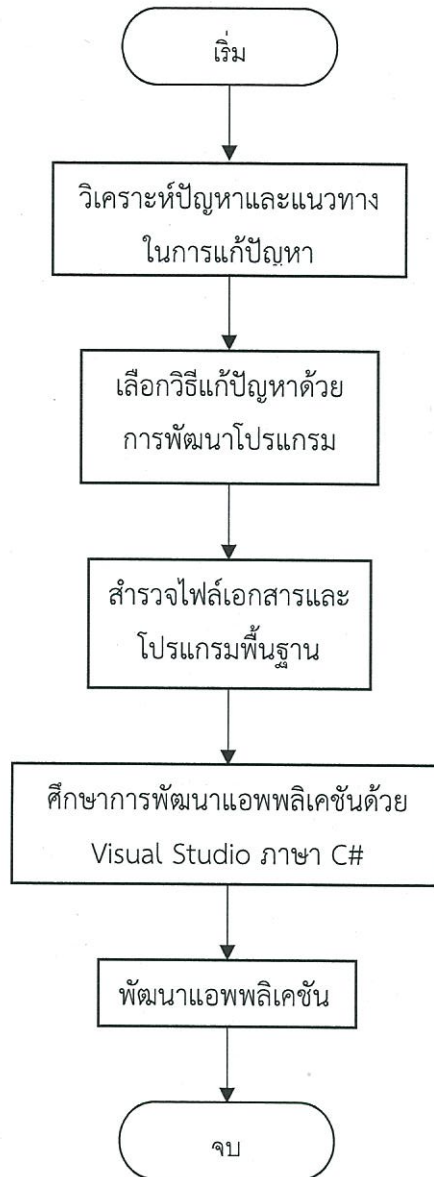 เริ่ม
วิเคราะห์ปัญหาและแนวทาง
ในการแก้ปัญหา
เลือกวิธีแก้ปัญหาด้วย
การพัฒนาโปรแกรม
สำรวจไฟล์เอกสารและ
โปรแกรมพื้นฐาน
ศึกษาการพัฒนาแอพพลิเคชันด้วย
Visual Studio ภาษา C#
พัฒนาแอพพลิเคชัน
จบ